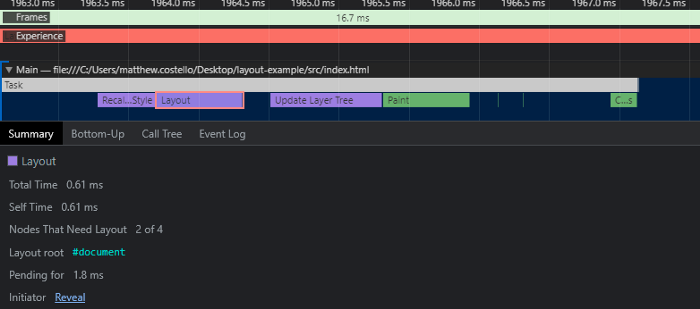 1963.0 ms 1963.5 ms 1964.0 ms 1964.5 ms 1965.0 ms 1965.5 ms 1966.0 ms 1966.5 ms 1967.0 ms 1967.5 ms
Frames 16.7 ms
Experience
▼ Main — file:///C:/Users/matthew.costello/Desktop/layout-example/src/index.html
Task
Recal...Style Layout Update Layer Tree Paint C...s
Summary Bottom-Up Call Tree Event Log
Layout
Total Time 0.61 ms
Self Time 0.61 ms
Nodes That Need Layout 2 of 4
Layout root #document
Pending for 1.8 ms
Initiator Reveal